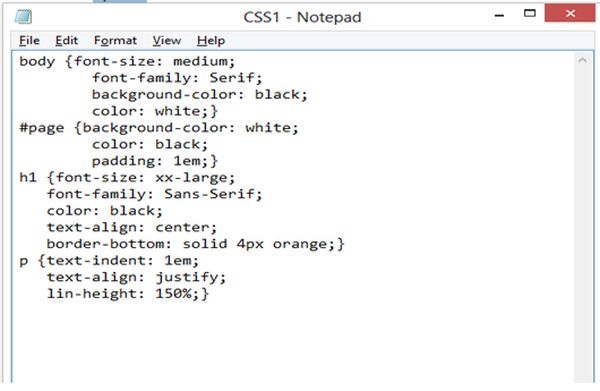 CSS1 - Notepad
File Edit Format View Help
body {font-size: medium;
font-family: Serif;
background-color: black;
color: white;}
#page {background-color: white;
color: black;
padding: 1em;}
h1 {font-size: xx-large;
font-family: Sans-Serif;
color: black;
text-align: center;
border-bottom: solid 4px orange;}
p {text-indent: 1em;
text-align: justify;
lin-height: 150%;}